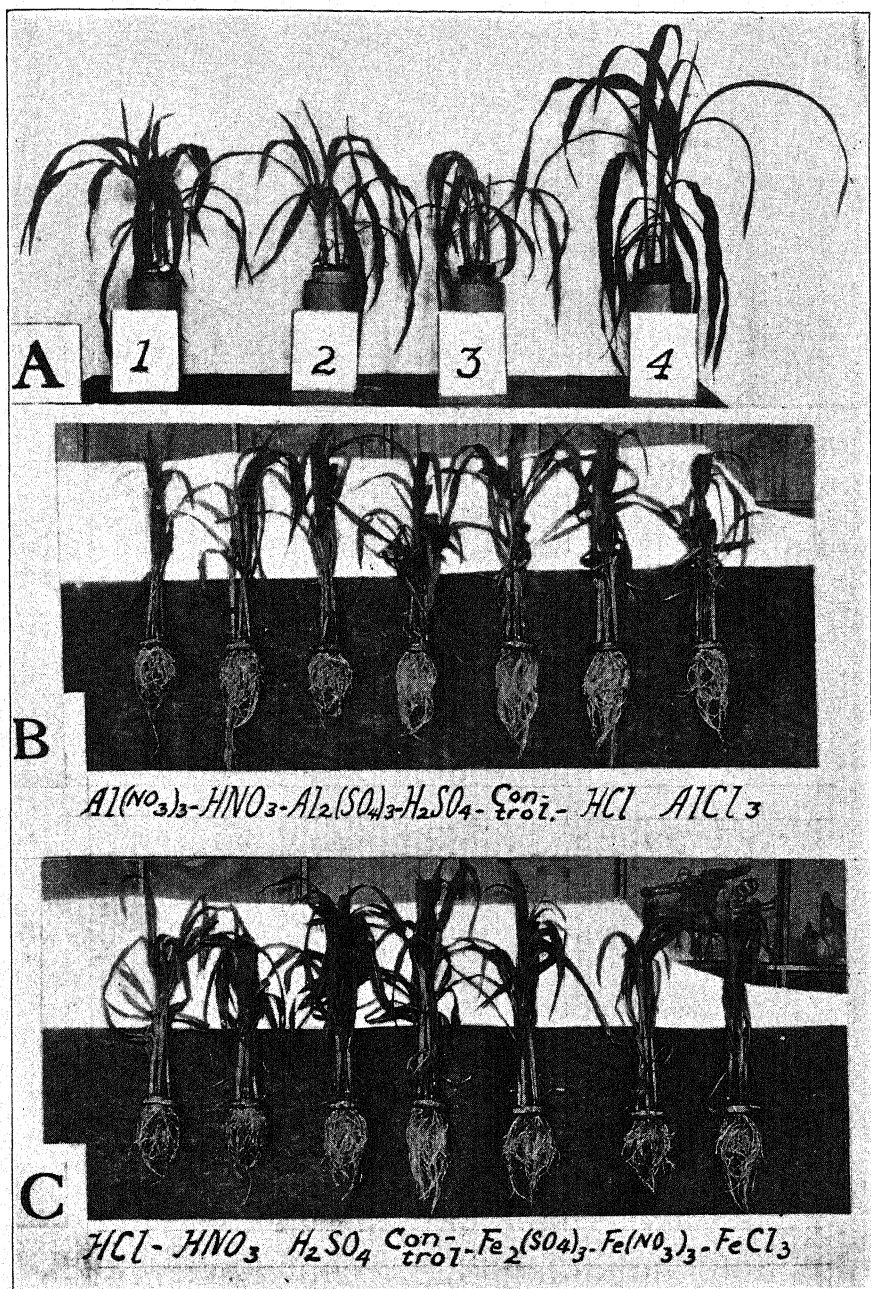 A 1 2 3 4
B
Al(NO3)3-HNO3-Al2(SO4)3-H2SO4-Con-trol.- HCl AlCl3
C
HCl- HNO3 H2SO4 Con-trol-Fe2(SO4)3-Fe(NO3)3-FeCl3